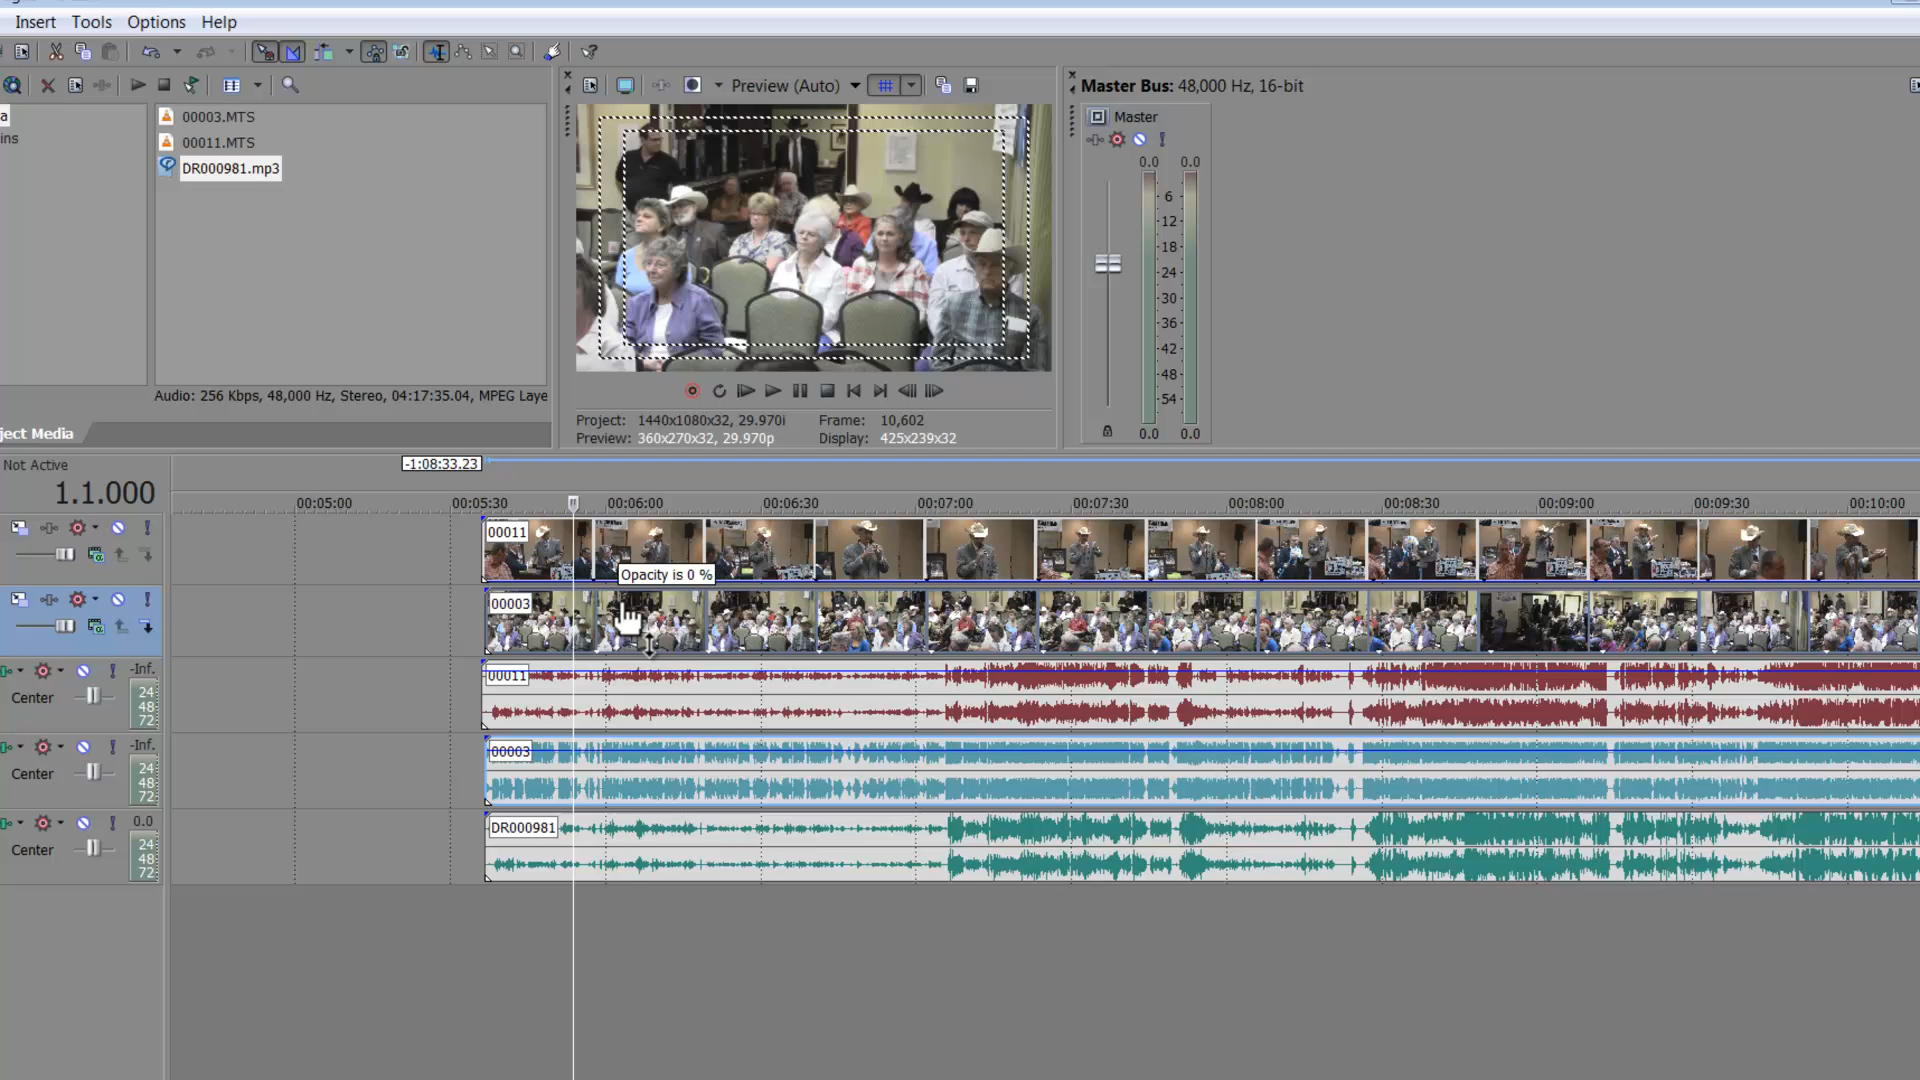 Insert Tools Options Help
Preview (Auto)
Master Bus: 48,000 Hz, 16-bit
00003.MTS
00011.MTS
DR000981.mp3
a
ins
Master
0.0 0.0
6
12
18
24
30
36
42
48
54
0.0 0.0
Audio: 256 Kbps, 48,000 Hz, Stereo, 04:17:35.04, MPEG Laye
Project: 1440x1080x32, 29.970i Frame: 10,602
Preview: 360x270x32, 29.970p Display: 425x239x32
ject Media
Not Active
-1:08:33.23
1.1.000
00:05:00 00:05:30 00:06:00 00:06:30 00:07:00 00:07:30 00:08:00 00:08:30 00:09:00 00:09:30 00:10:00
00011
Opacity is 0 %
00003
-Inf.
00011
Center
24
48
72
-Inf.
00003
Center
24
48
72
0.0
DR000981
Center
24
48
72